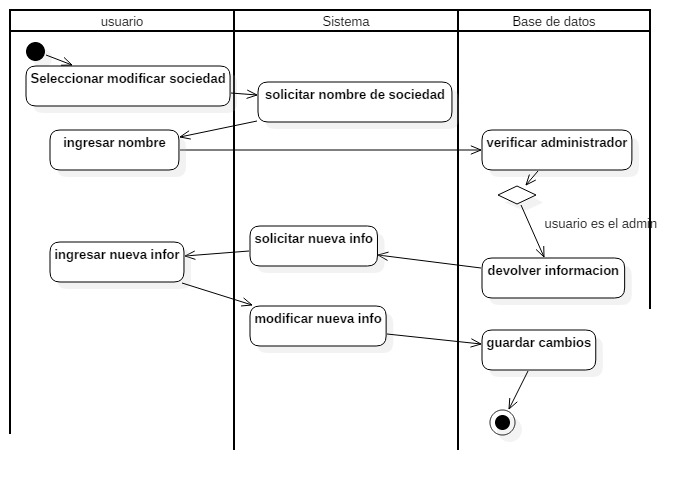 usuario
Sistema
Base de datos
Seleccionar modificar sociedad
solicitar nombre de sociedad
ingresar nombre
verificar administrador
usuario es el admin
solicitar nueva info
ingresar nueva infor
devolver informacion
modificar nueva info
guardar cambios